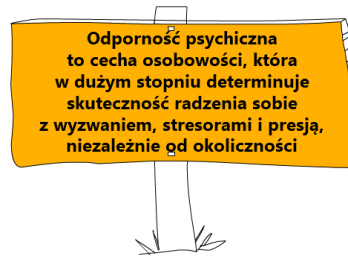 Odporność psychiczna
to cecha osobowości, która
w dużym stopniu determinuje
skuteczność radzenia sobie
z wyzwaniem, stresorami i presją,
niezależnie od okoliczności